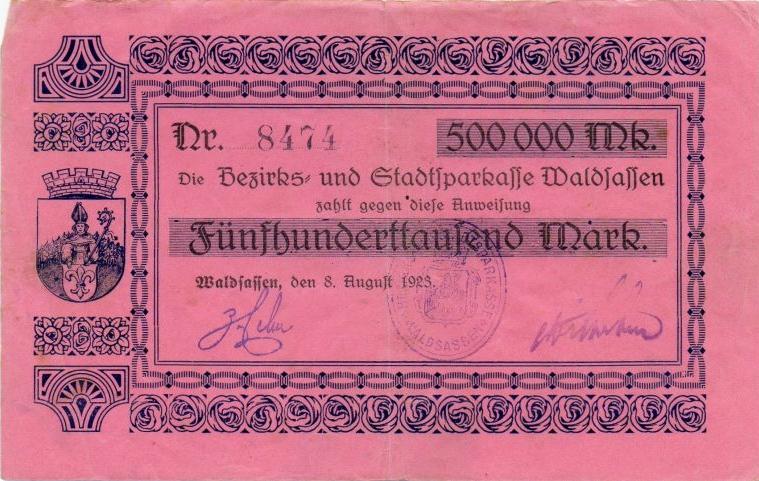 Nr. 8474 500 000 Mk.
Die Bezirks- und Stadtsparkasse Waldsassen
zahlt gegen diese Anweisung
Fünfhunderttausend Mark.
Waldsassen, den 8. August 1923.
WALDSASSEN